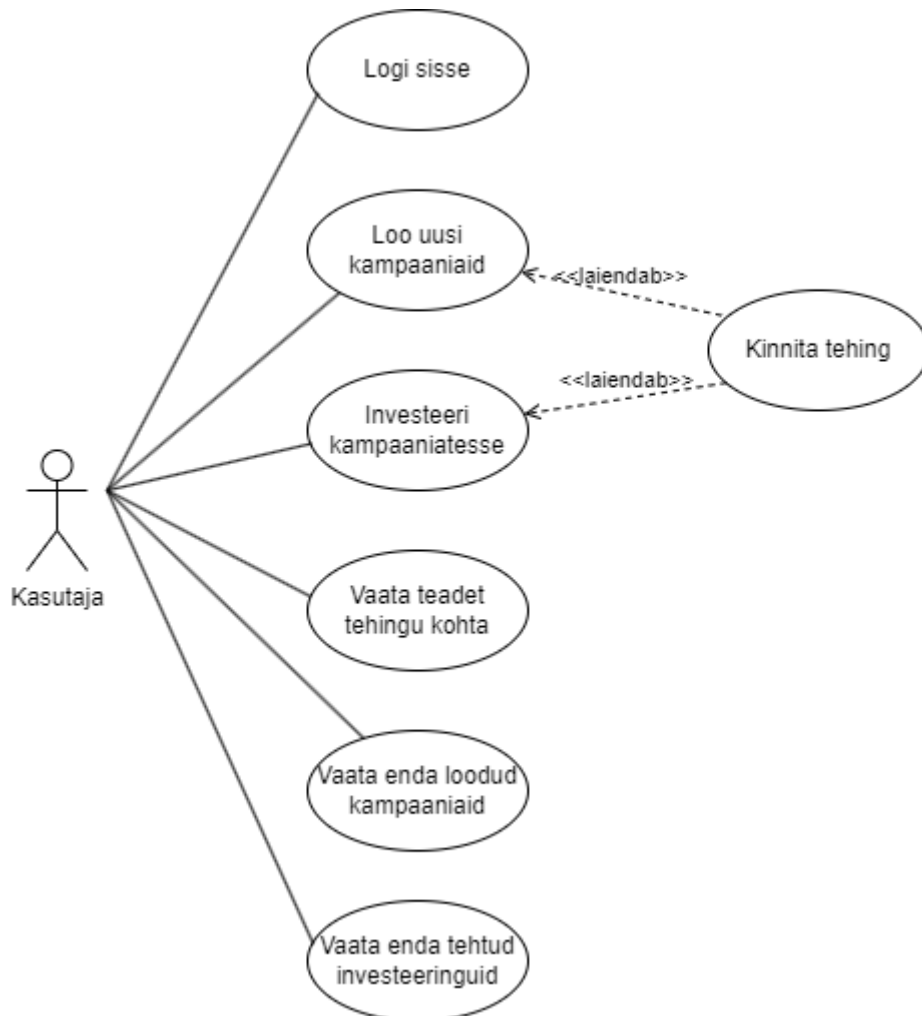 Logi sisse
Loo uusi
kampaaniaid
<<laiendab>>
Kinnita tehing
<<laiendab>>
Investeeri
kampaaniatesse
Kasutaja
Vaata teadet
tehingu kohta
Vaata enda loodud
kampaaniaid
Vaata enda tehtud
investeeringuid